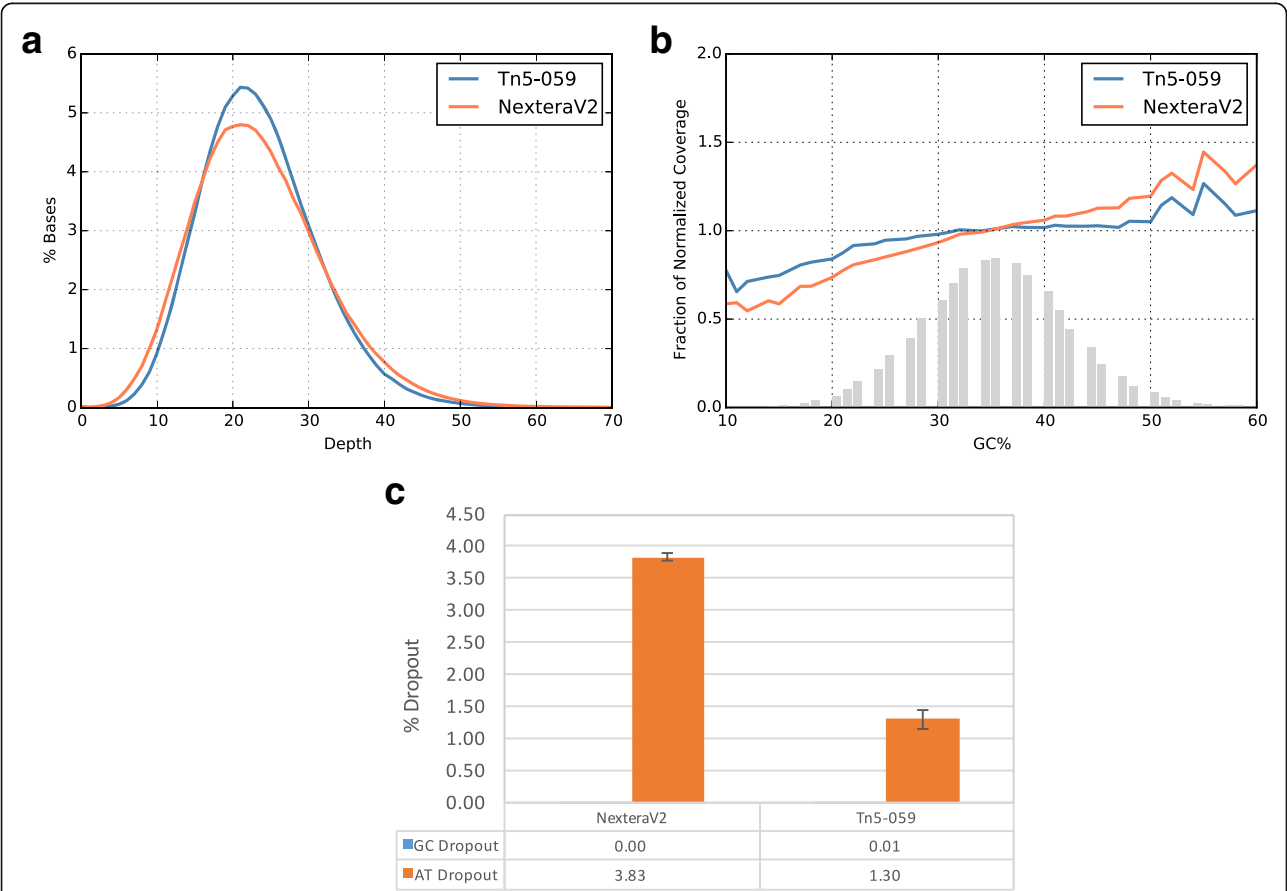 a
6
5
4
3
2
1
0
% Bases
Tn5-059
NexteraV2
0 10 20 30 40 50 60 70
Depth
b
2.0
1.5
1.0
0.5
0.0
Fraction of Normalized Coverage
Tn5-059
NexteraV2
10 20 30 40 50 60
GC%
c
4.50
4.00
3.50
3.00
2.50
2.00
1.50
1.00
0.50
0.00
% Dropout
NexteraV2 Tn5-059
GC Dropout 0.00 0.01
AT Dropout 3.83 1.30